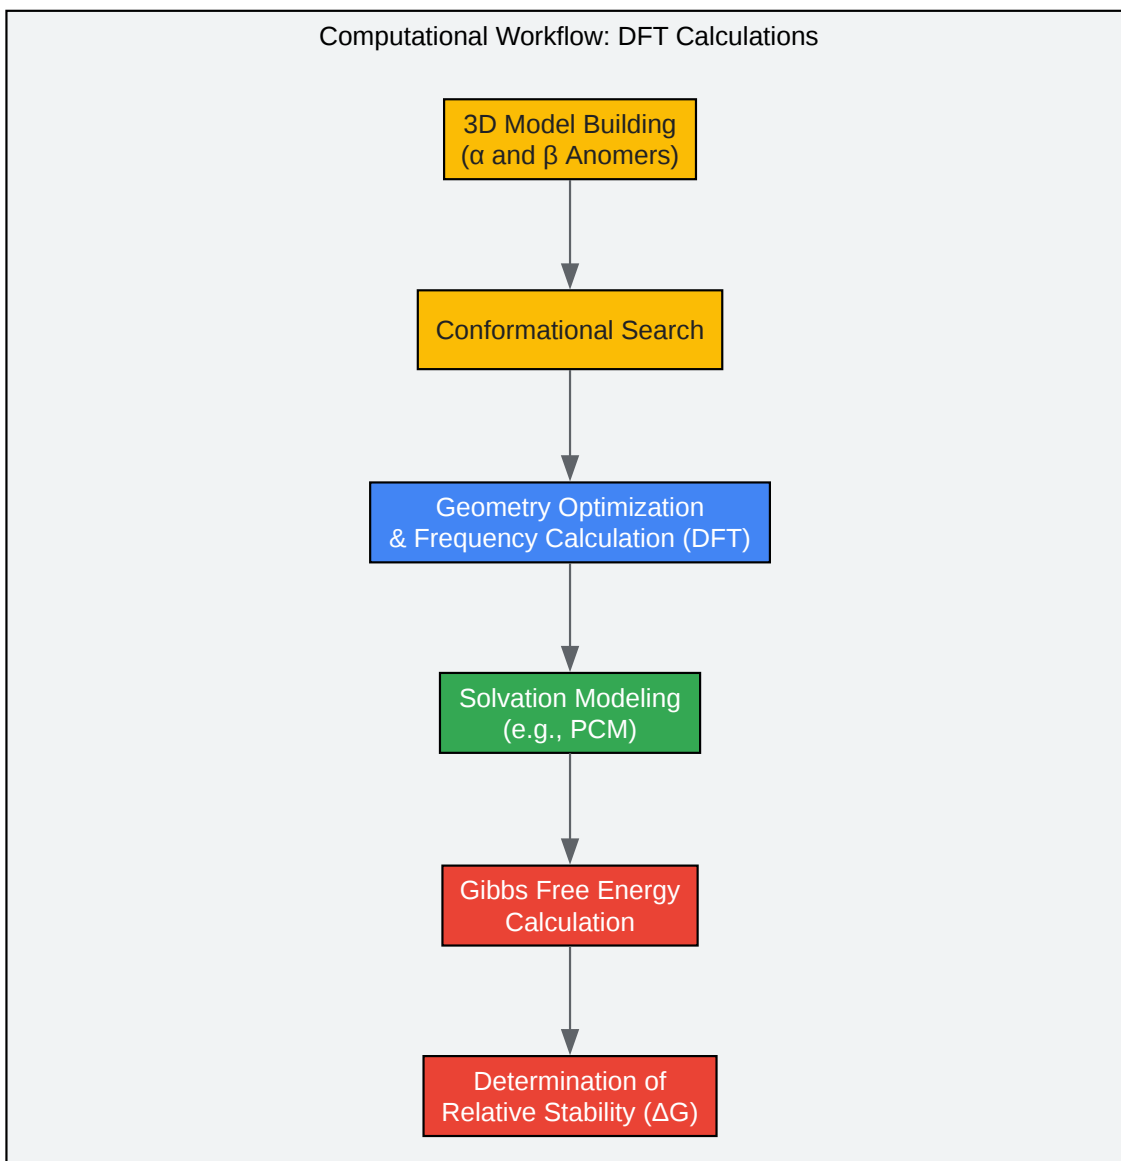 Computational Workflow: DFT Calculations
3D Model Building
(α and β Anomers)
Conformational Search
Geometry Optimization
& Frequency Calculation (DFT)
Solvation Modeling
(e.g., PCM)
Gibbs Free Energy
Calculation
Determination of
Relative Stability (ΔG)